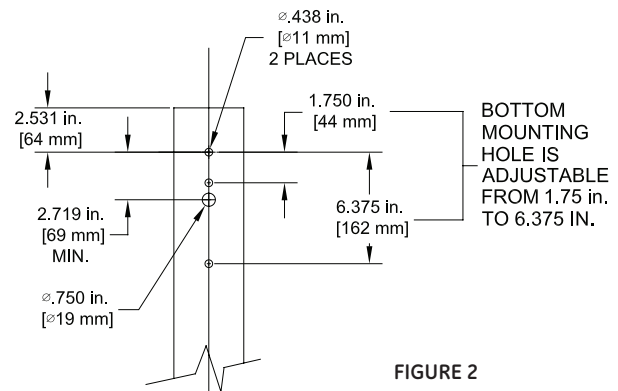 ⌀.438 in.
[⌀11 mm]
2 PLACES
2.531 in.
[64 mm]
1.750 in.
[44 mm]
BOTTOM
MOUNTING
HOLE IS
ADJUSTABLE
FROM 1.75 in.
TO 6.375 IN.
2.719 in.
[69 mm]
MIN.
6.375 in.
[162 mm]
⌀.750 in.
[⌀19 mm]
FIGURE 2